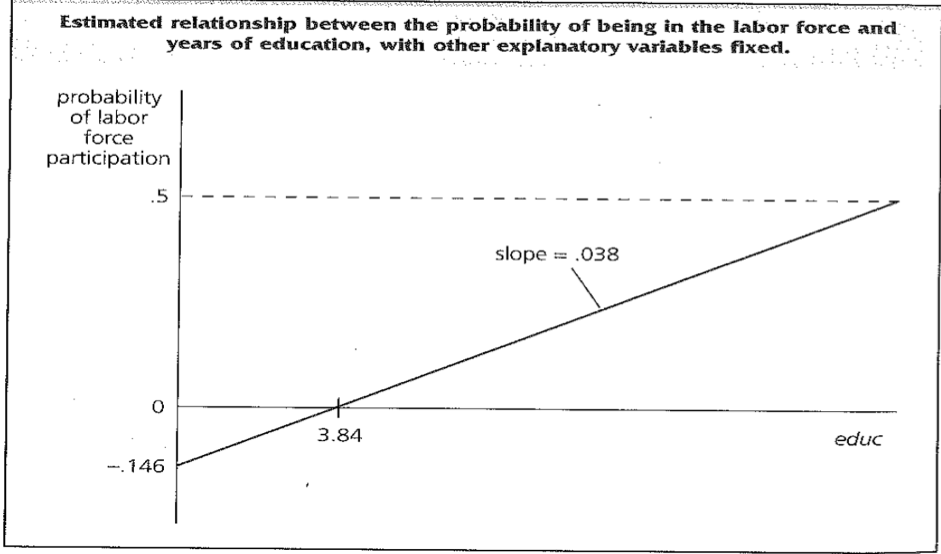 Estimated relationship between the probability of being in the labor force and
years of education, with other explanatory variables fixed.
probability
of labor
force
participation
.5
slope = .038
0
3.84
educ
–.146